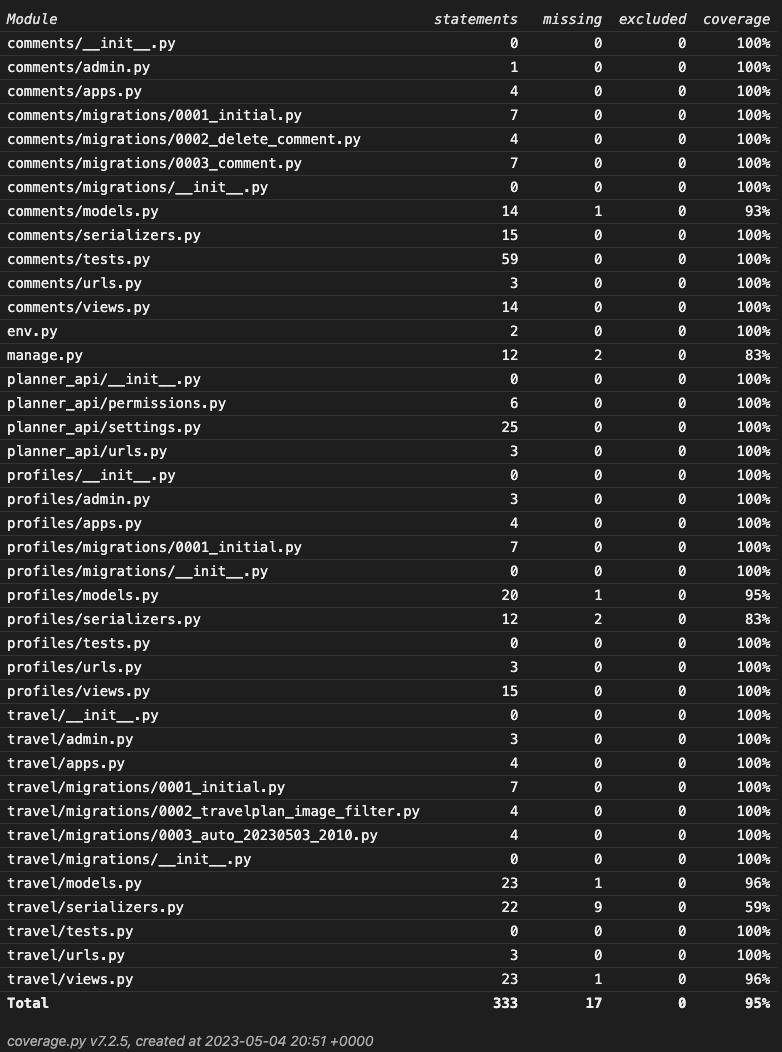 Module statements missing excluded coverage
comments/__init__.py 0 0 0 100%
comments/admin.py 1 0 0 100%
comments/apps.py 4 0 0 100%
comments/migrations/0001_initial.py 7 0 0 100%
comments/migrations/0002_delete_comment.py 4 0 0 100%
comments/migrations/0003_comment.py 7 0 0 100%
comments/migrations/__init__.py 0 0 0 100%
comments/models.py 14 1 0 93%
comments/serializers.py 15 0 0 100%
comments/tests.py 59 0 0 100%
comments/urls.py 3 0 0 100%
comments/views.py 14 0 0 100%
env.py 2 0 0 100%
manage.py 12 2 0 83%
planner_api/__init__.py 0 0 0 100%
planner_api/permissions.py 6 0 0 100%
planner_api/settings.py 25 0 0 100%
planner_api/urls.py 3 0 0 100%
profiles/__init__.py 0 0 0 100%
profiles/admin.py 3 0 0 100%
profiles/apps.py 4 0 0 100%
profiles/migrations/0001_initial.py 7 0 0 100%
profiles/migrations/__init__.py 0 0 0 100%
profiles/models.py 20 1 0 95%
profiles/serializers.py 12 2 0 83%
profiles/tests.py 0 0 0 100%
profiles/urls.py 3 0 0 100%
profiles/views.py 15 0 0 100%
travel/__init__.py 0 0 0 100%
travel/admin.py 3 0 0 100%
travel/apps.py 4 0 0 100%
travel/migrations/0001_initial.py 7 0 0 100%
travel/migrations/0002_travelplan_image_filter.py 4 0 0 100%
travel/migrations/0003_auto_20230503_2010.py 4 0 0 100%
travel/migrations/__init__.py 0 0 0 100%
travel/models.py 23 1 0 96%
travel/serializers.py 22 9 0 59%
travel/tests.py 0 0 0 100%
travel/urls.py 3 0 0 100%
travel/views.py 23 1 0 96%
Total 333 17 0 95%
coverage.py v7.2.5, created at 2023-05-04 20:51 +0000